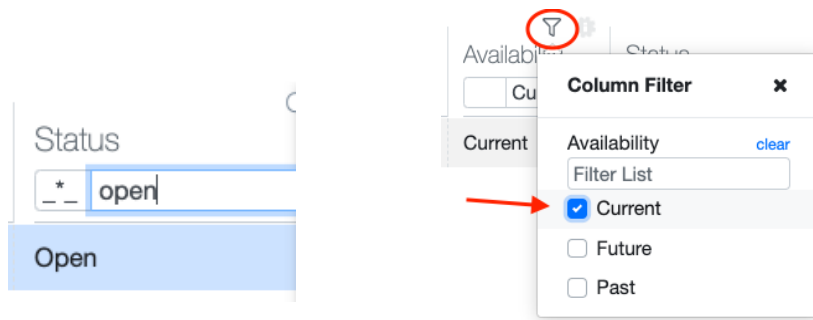 Status
_*_ open
Open
Availabi
Status
Cu
Column Filter
Current
Availability
clear
Filter List
Current
Future
Past